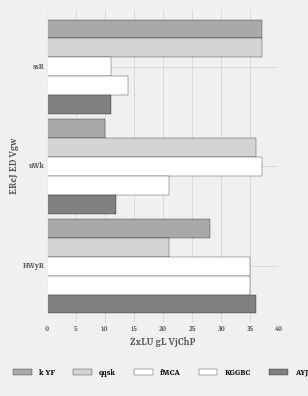 ssR
uWk
HWyR
ERcJ ED Vgw
0 5 10 15 20 25 30 35 40
ZxLU gL VjChP
k YF qqsk fMCA KGGBC AYJ